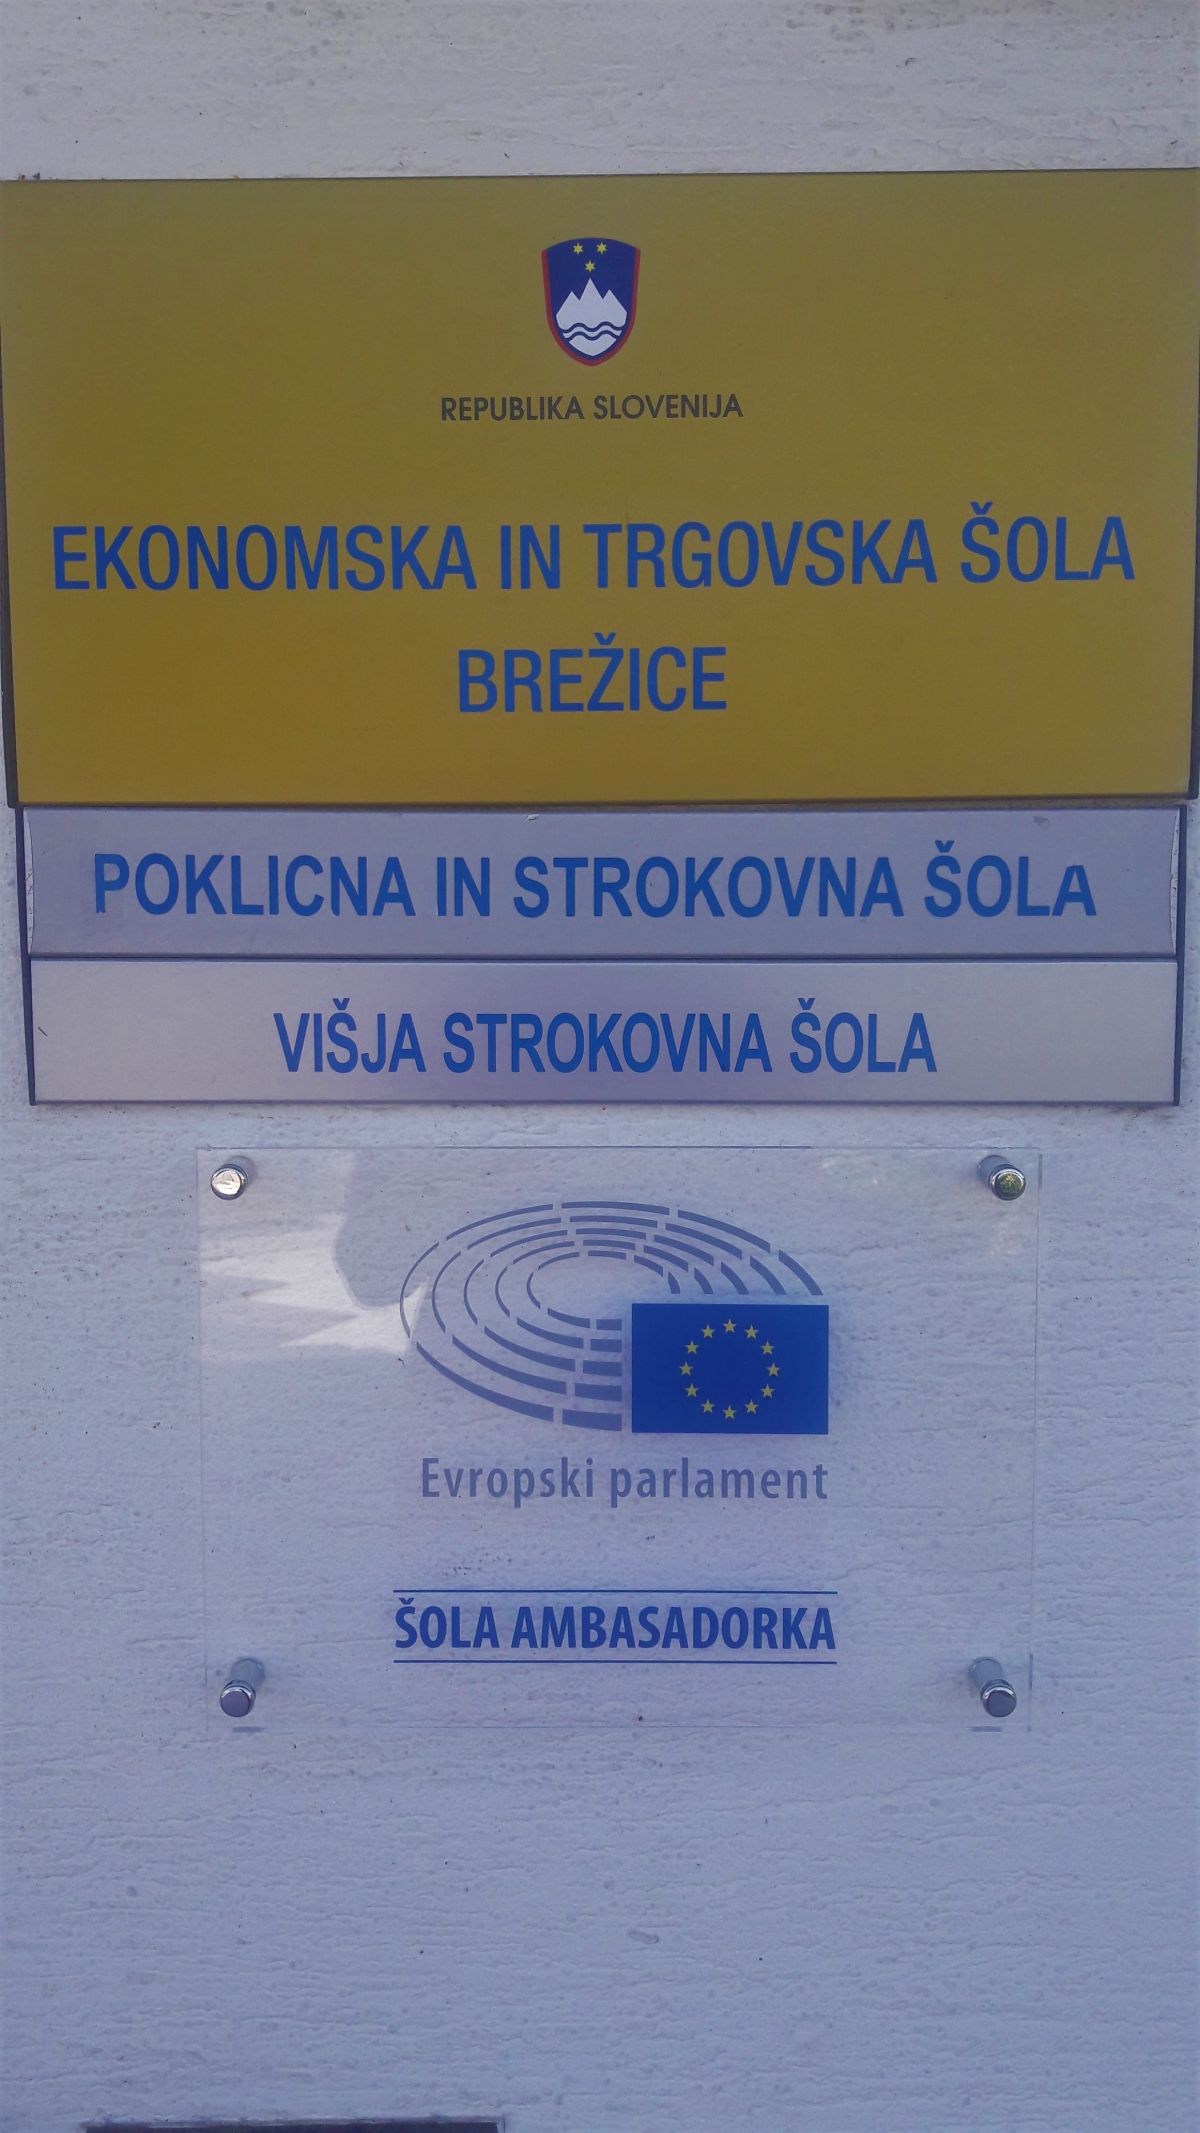 REPUBLIKA SLOVENIJA
EKONOMSKA IN TRGOVSKA ŠOLA
BREŽICE
POKLICNA IN STROKOVNA ŠOLA
VIŠJA STROKOVNA ŠOLA
Evropski parlament
ŠOLA AMBASADORKA